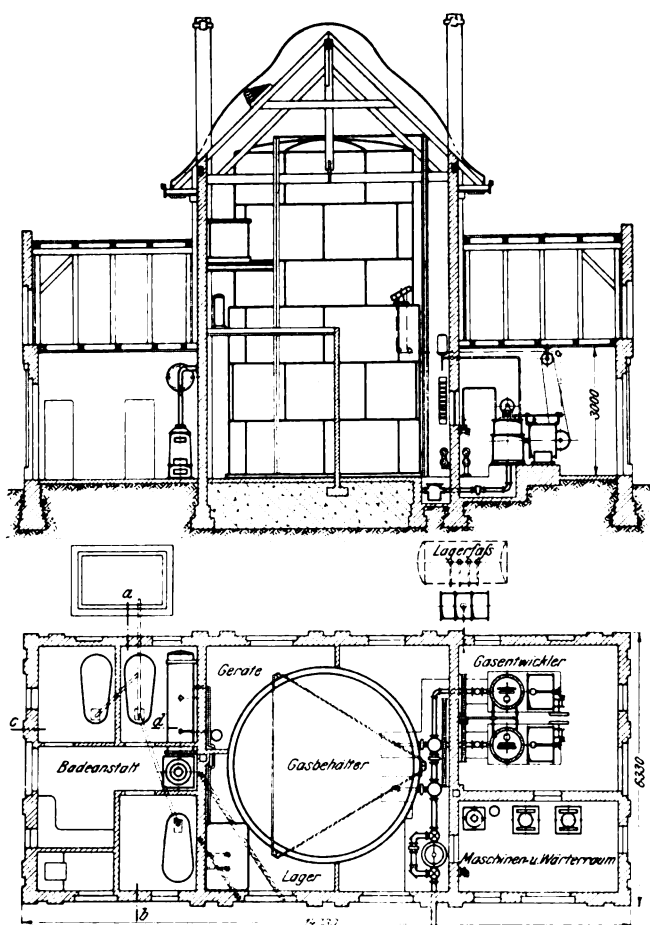 3000
Lagerfaß
a
Geräte
Gasentwickler
c
d
Gasbehälter
Badeanstalt
6330
Lager
Maschinen- u. Wärterraum
b